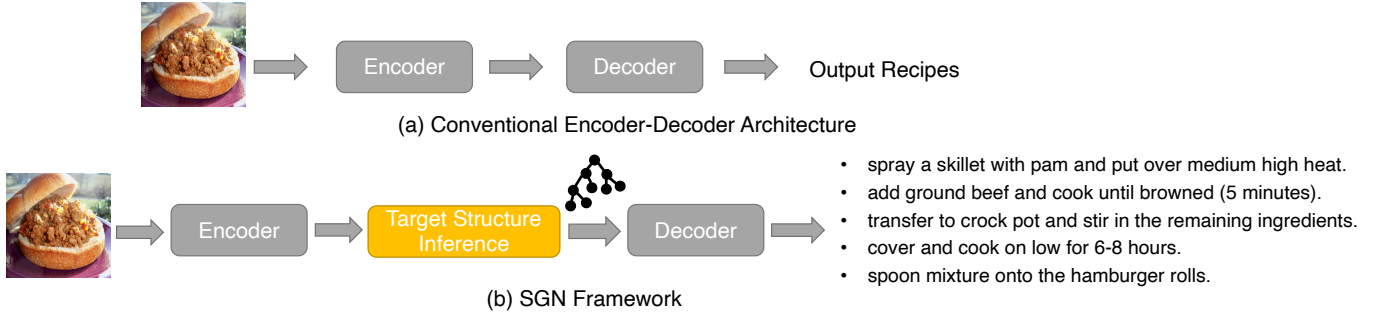 Encoder
Decoder
Output Recipes
(a) Conventional Encoder-Decoder Architecture
Encoder
Target Structure
Inference
Decoder
• spray a skillet with pam and put over medium high heat.
• add ground beef and cook until browned (5 minutes).
• transfer to crock pot and stir in the remaining ingredients.
• cover and cook on low for 6-8 hours.
• spoon mixture onto the hamburger rolls.
(b) SGN Framework